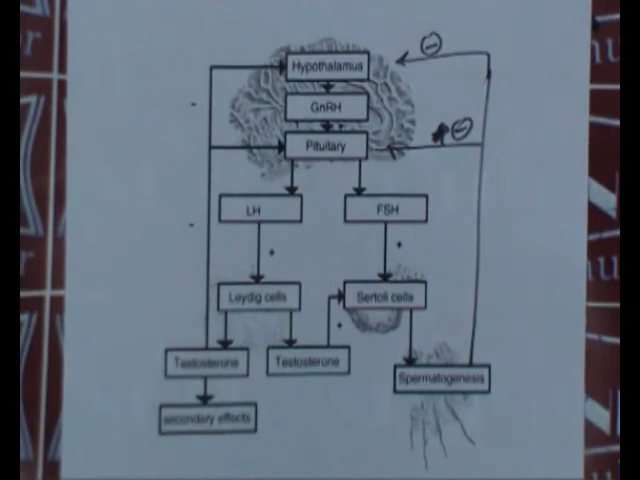 Hypothalamus
GnRH
Pituitary
LH
FSH
Leydig cells
Sertoli cells
Testosterone
Testosterone
Spermatogenesis
secondary effects